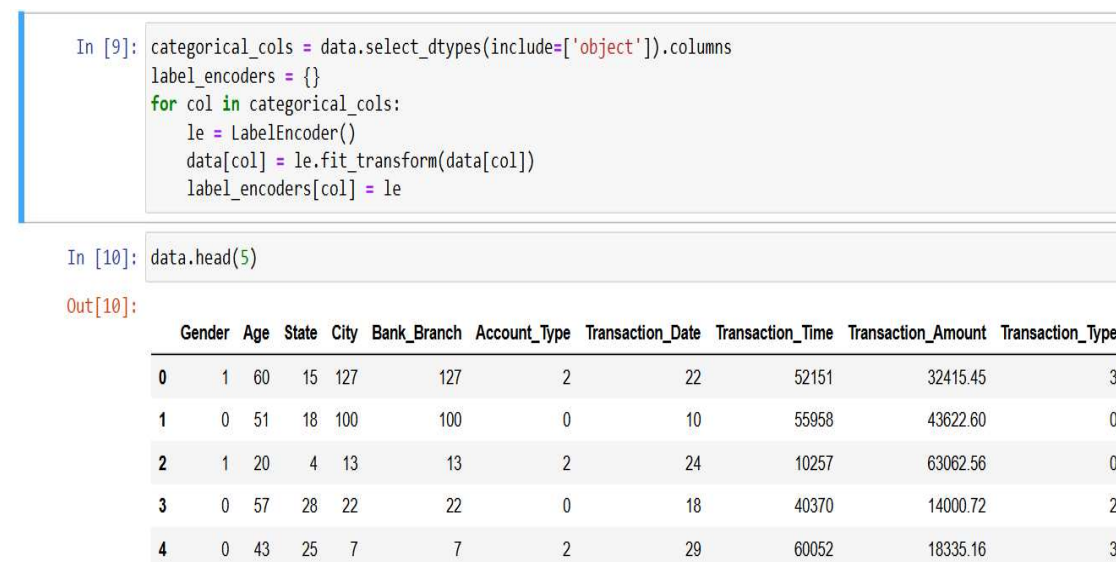 In [9]: categorical_cols = data.select_dtypes(include=['object']).columns
label_encoders = {}
for col in categorical_cols:
    le = LabelEncoder()
    data[col] = le.fit_transform(data[col])
    label_encoders[col] = le
In [10]: data.head(5)
Out[10]:
Gender Age State City Bank_Branch Account_Type Transaction_Date Transaction_Time Transaction_Amount Transaction_Type
0 1 60 15 127 127 2 22 52151 32415.45 3
1 0 51 18 100 100 0 10 55958 43622.60 0
2 1 20 4 13 13 2 24 10257 63062.56 0
3 0 57 28 22 22 0 18 40370 14000.72 2
4 0 43 25 7 7 2 29 60052 18335.16 3